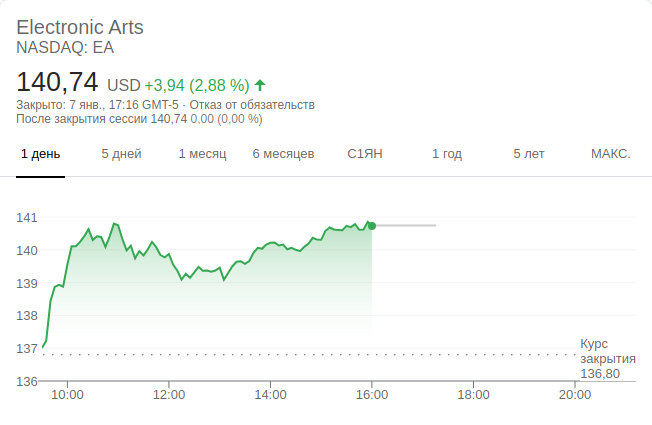 Electronic Arts
NASDAQ: EA
140,74 USD +3,94 (2,88 %)
Закрыто: 7 янв., 17:16 GMT-5 · Отказ от обязательств
После закрытия сессии 140,74 0,00 (0,00 %)
1 день 5 дней 1 месяц 6 месяцев С1ЯН 1 год 5 лет МАКС.
141
140
139
138
137
136
Курс
закрытия
136,80
10:00 12:00 14:00 16:00 18:00 20:00